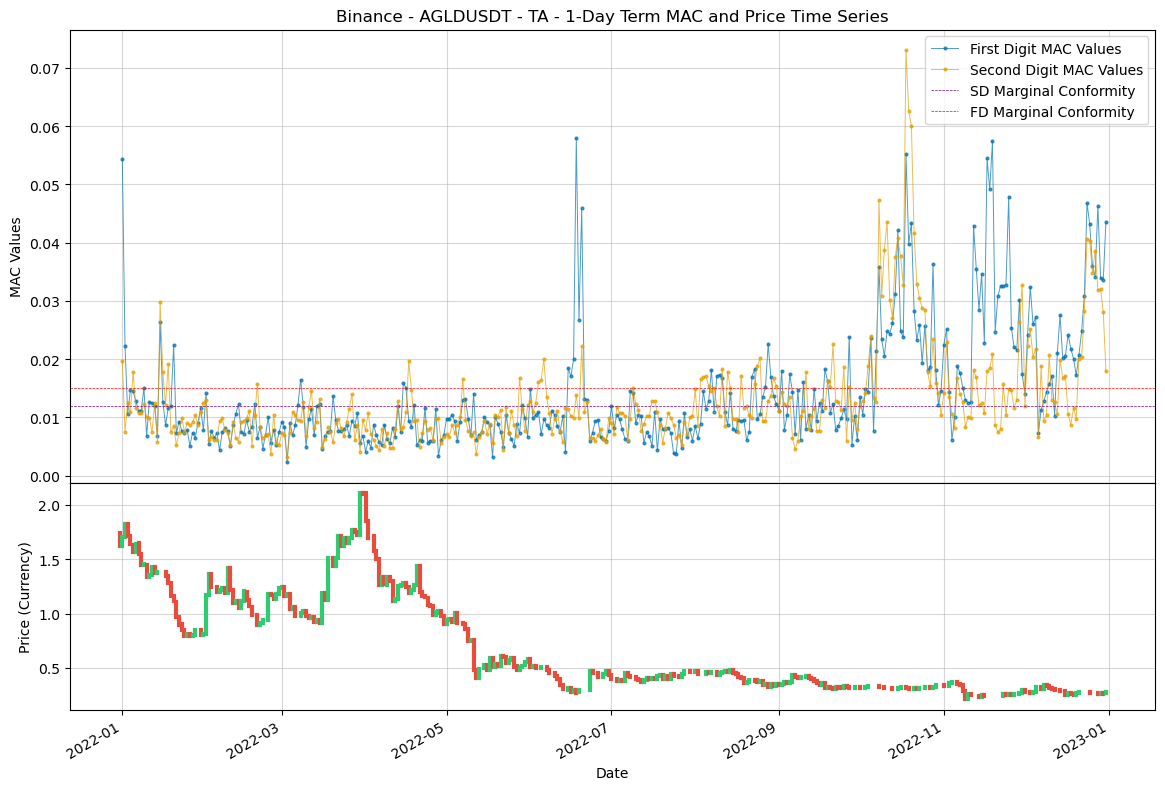 Binance - AGLDUSDT - TA - 1-Day Term MAC and Price Time Series
First Digit MAC Values
Second Digit MAC Values
SD Marginal Conformity
FD Marginal Conformity
MAC Values
0.07
0.06
0.05
0.04
0.03
0.02
0.01
0.00
Price (Currency)
2.0
1.5
1.0
0.5
2022-01
2022-03
2022-05
2022-07
2022-09
2022-11
2023-01
Date